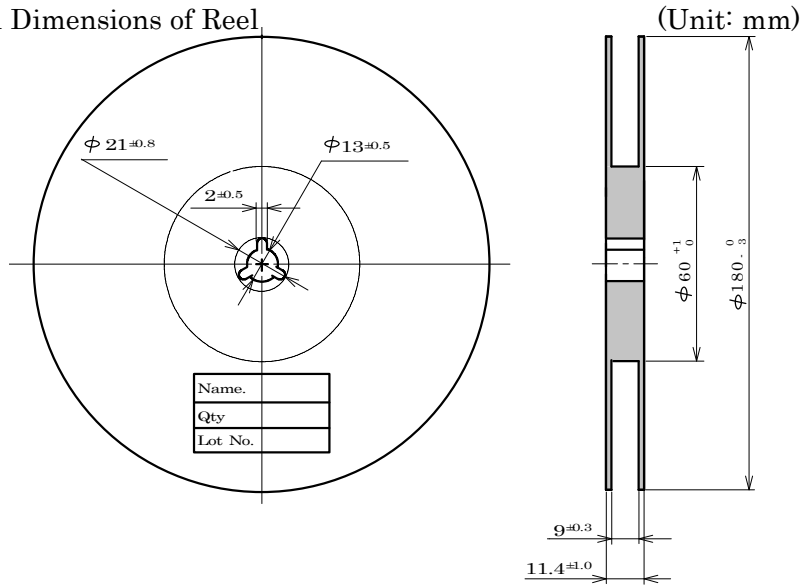 Dimensions of Reel
(Unit: mm)
ϕ21±0.8
ϕ13±0.5
2±0.5
ϕ60 +1 0
ϕ180 0 -3
Name.
Qty
Lot No.
9±0.3
11.4±1.0